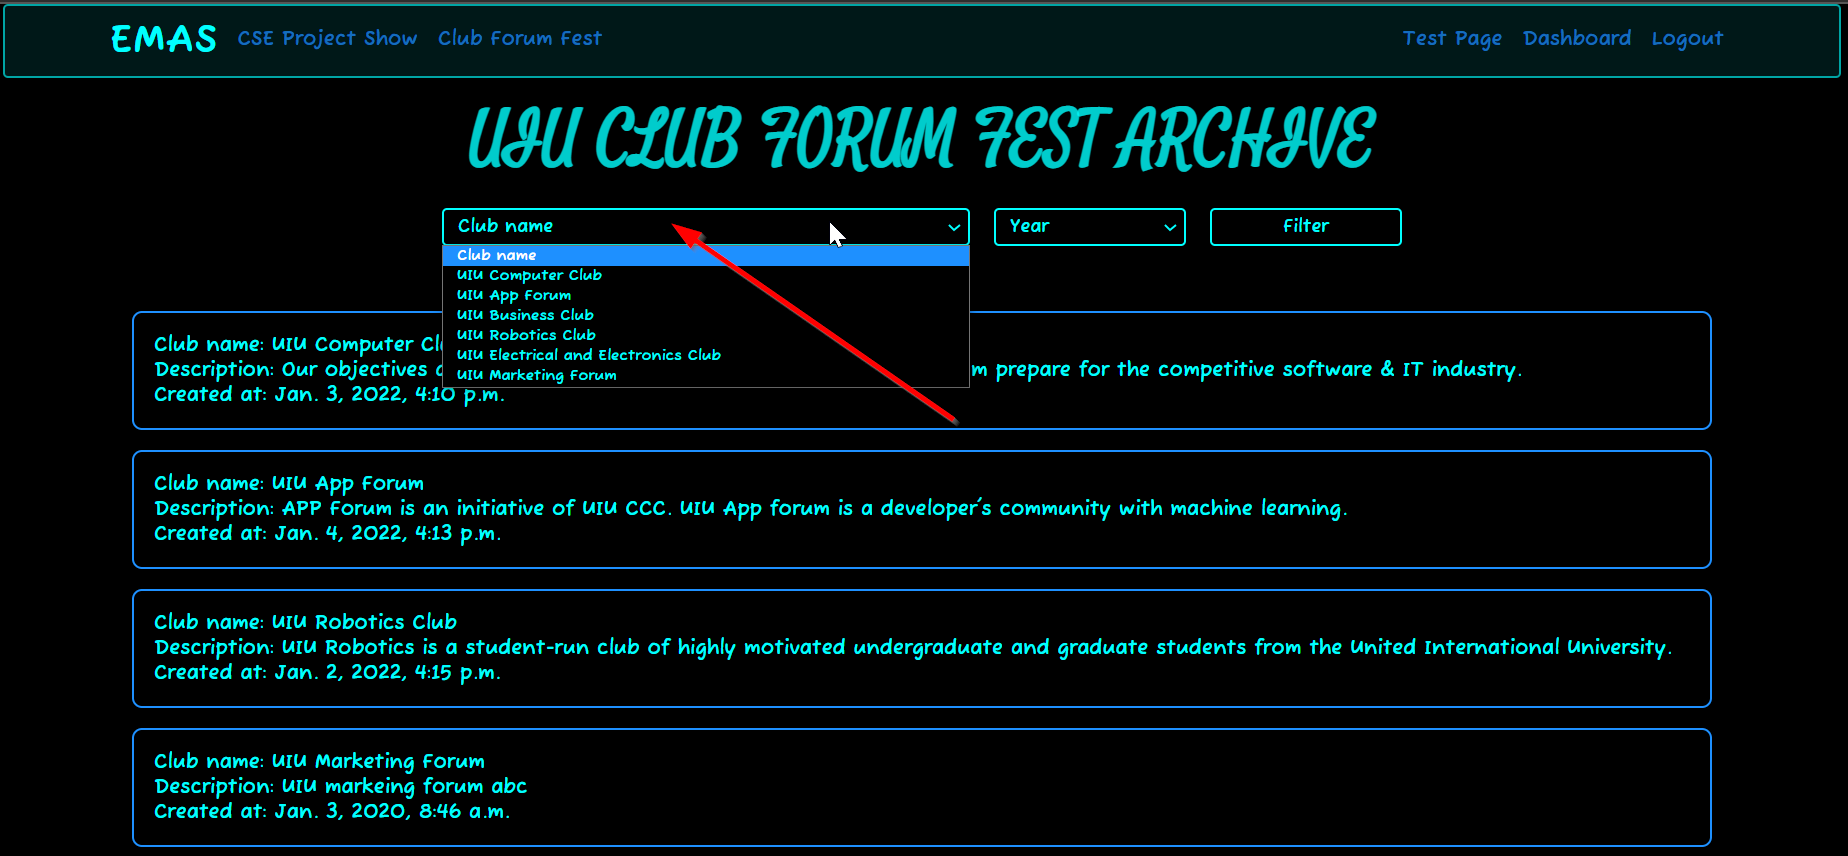 EMAS CSE Project Show Club Forum Fest Test Page Dashboard Logout
UIU CLUB FORUM FEST ARCHIVE
Club name Year Filter
Club name
UIU Computer Club
UIU App Forum
UIU Business Club
UIU Robotics Club
UIU Electrical and Electronics Club
UIU Marketing Forum
Club name: UIU Computer
Description: Our objectives prepare for the competitive software & IT industry.
Created at: Jan. 3, 2022, 4:10 p.m.
Club name: UIU App Forum
Description: APP Forum is an initiative of UIU CCC. UIU App forum is a developer's community with machine learning.
Created at: Jan. 4, 2022, 4:13 p.m.
Club name: UIU Robotics Club
Description: UIU Robotics is a student-run club of highly motivated undergraduate and graduate students from the United International University.
Created at: Jan. 2, 2022, 4:15 p.m.
Club name: UIU Marketing Forum
Description: UIU markeing forum abc
Created at: Jan. 3, 2020, 8:46 a.m.